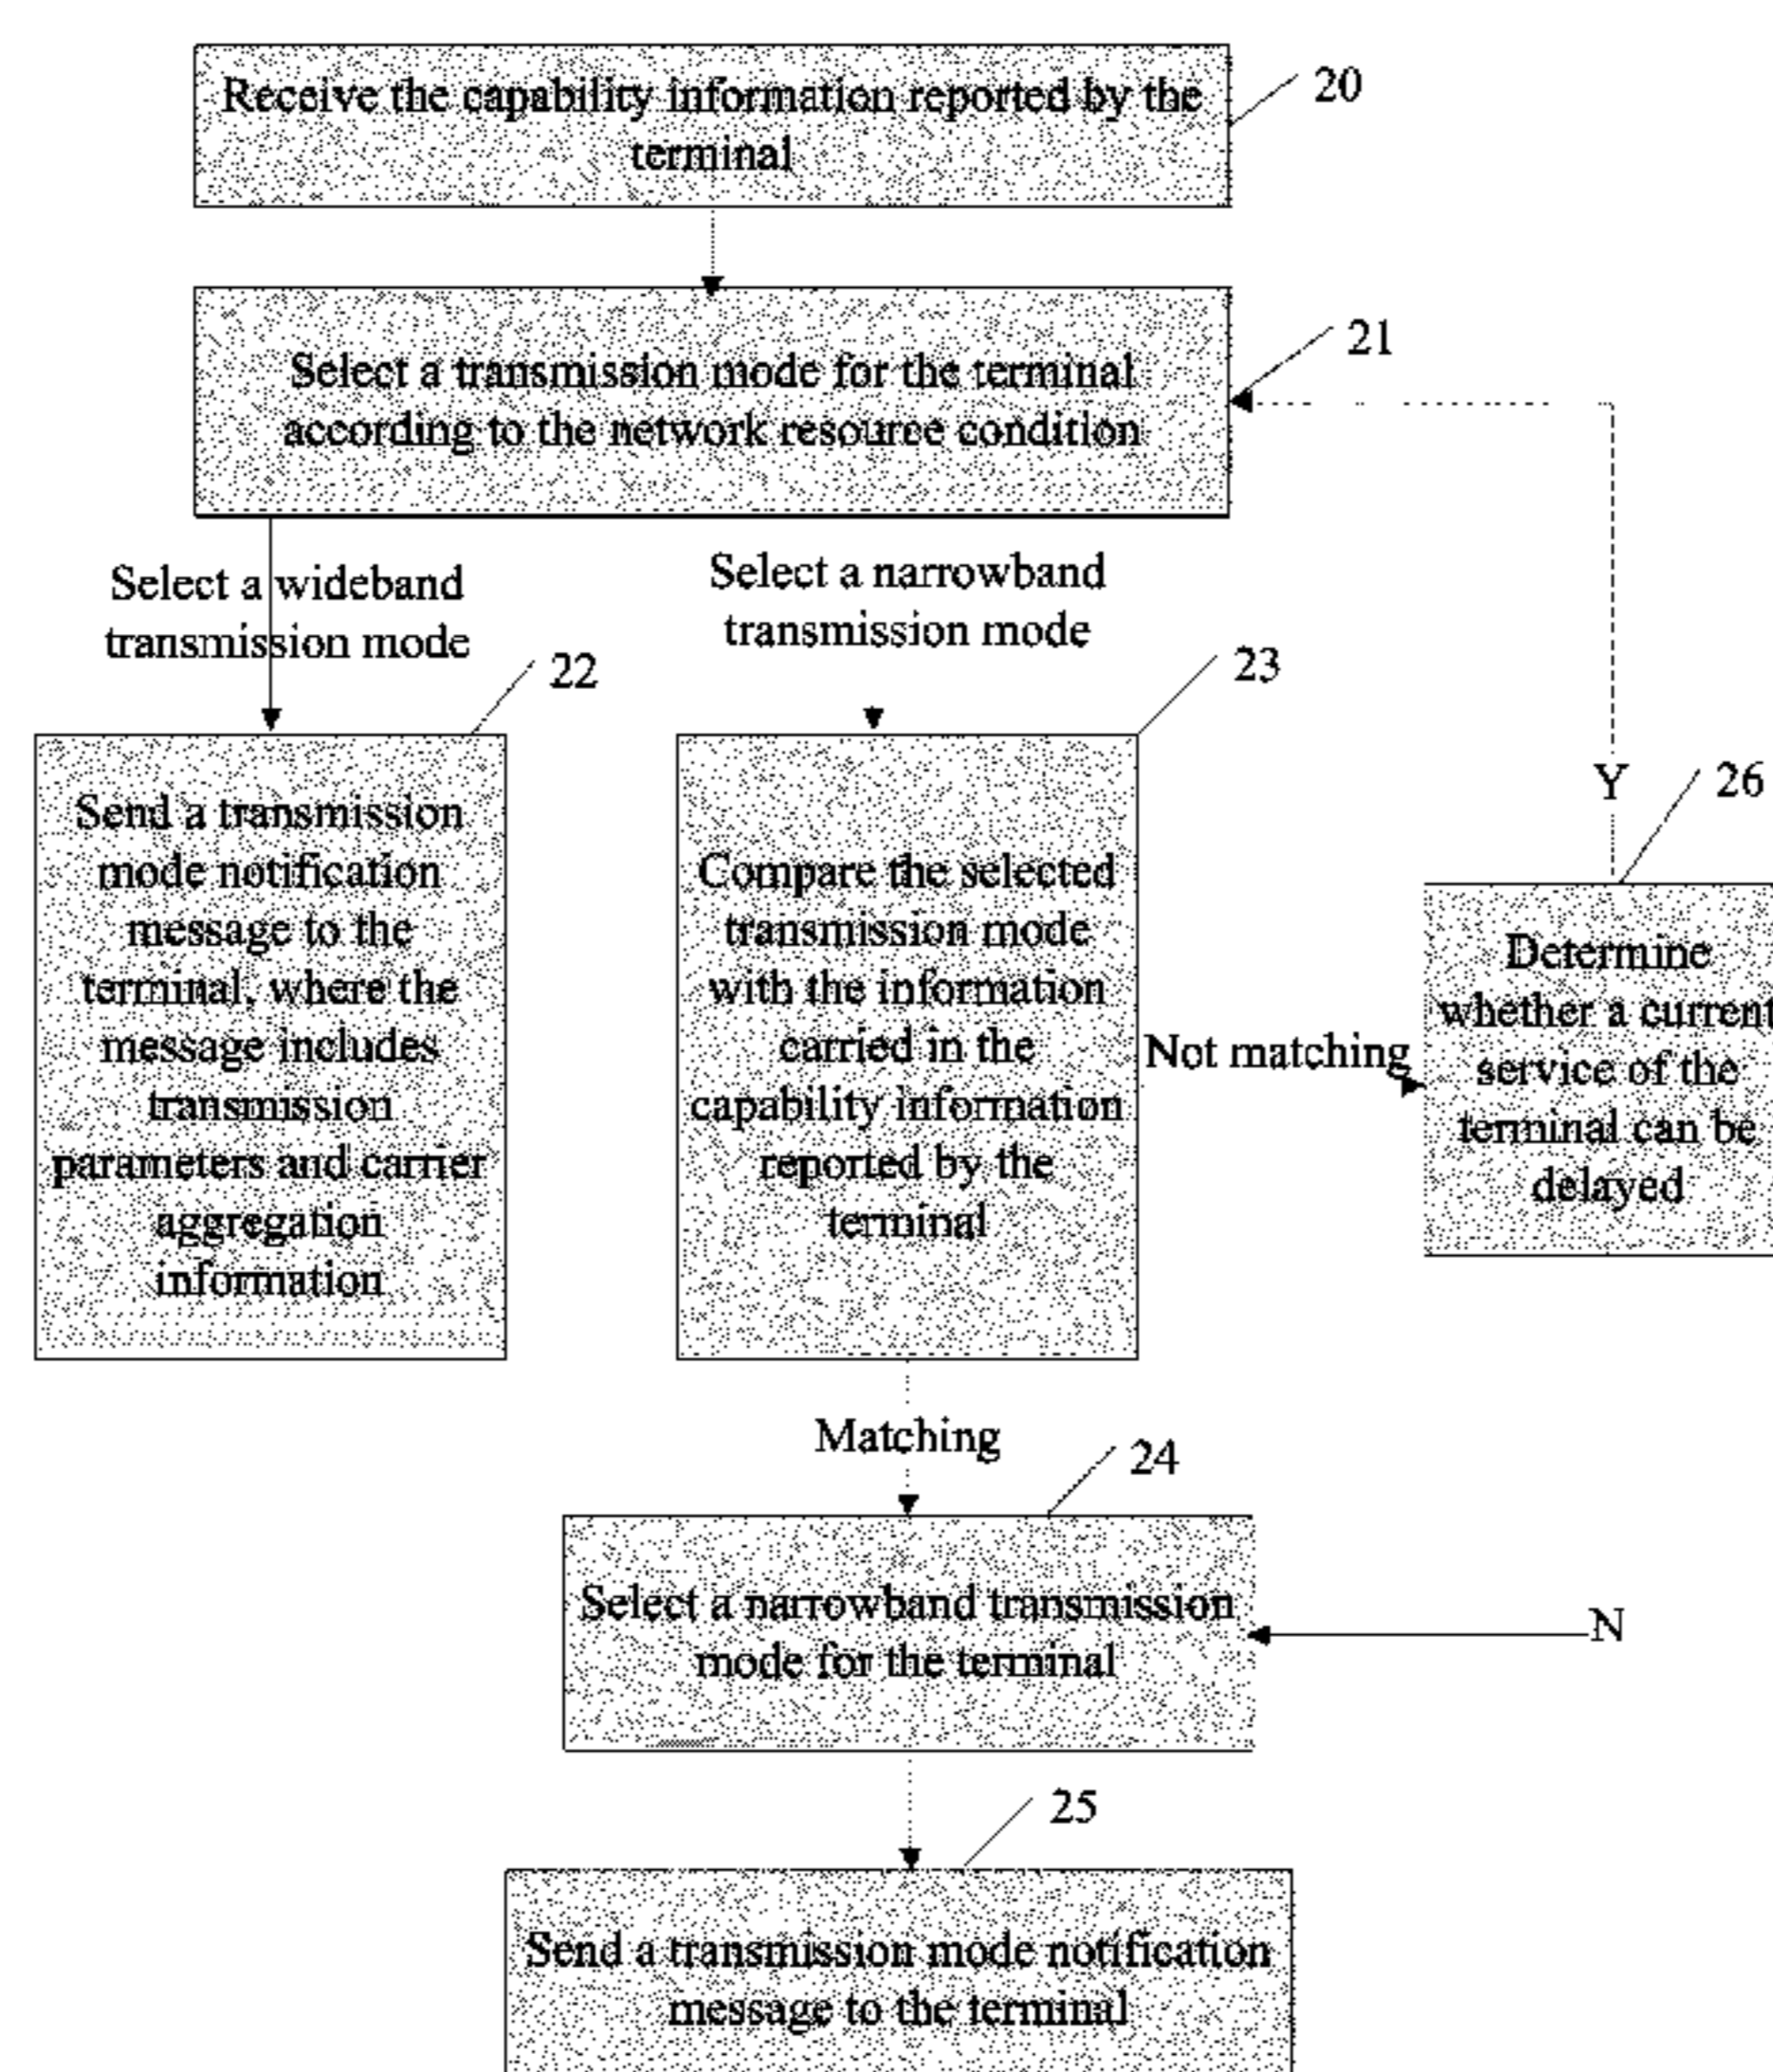 Receive the capability information reported by the
terminal
20
Select a transmission mode for the terminal
according to the network resource condition
21
Select a wideband
transmission mode
Select a narrowband
transmission mode
22
23
Send a transmission
mode notification
message to the
terminal, where the
message includes
transmission
parameters and carrier
aggregation
information
Compare the selected
transmission mode
with the information
carried in the
capability information
reported by the
terminal
Not matching
Y
26
Determine
whether a current
service of the
terminal can be
delayed
Matching
24
Select a narrowband transmission
mode for the terminal
N
25
Send a transmission mode notification
message to the terminal